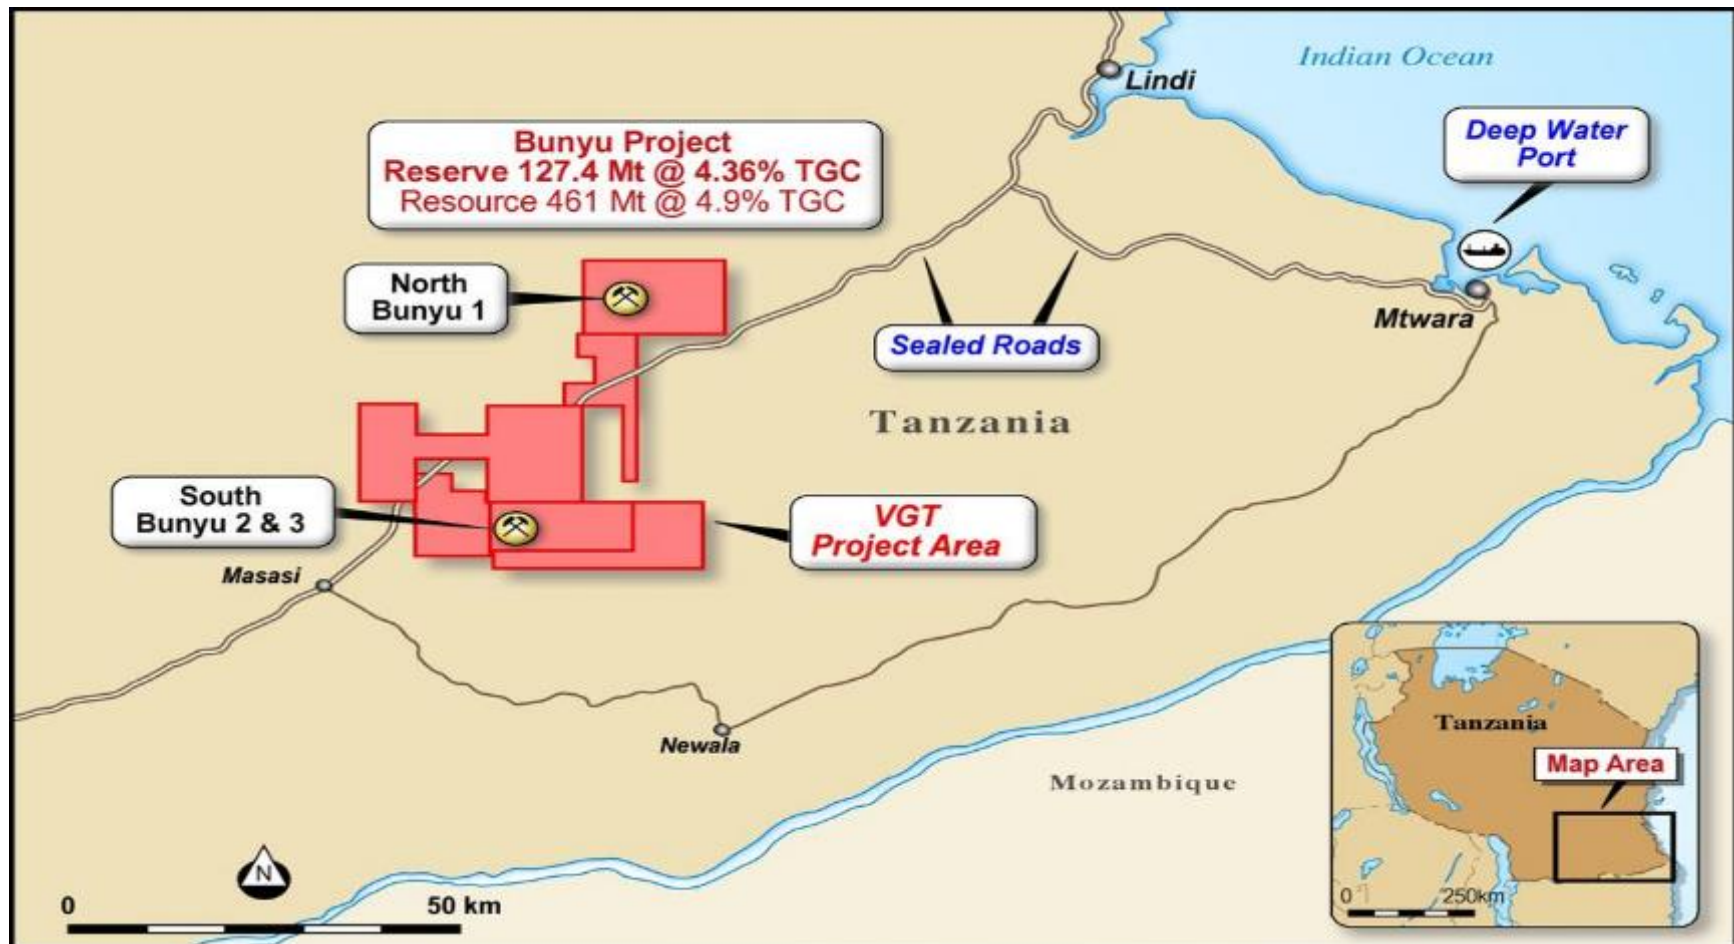 Indian Ocean
Lindi
Deep Water
Port
Bunyu Project
Reserve 127.4 Mt @ 4.36% TGC
Resource 461 Mt @ 4.9% TGC
North
Bunyu 1
Mtwara
Sealed Roads
Tanzania
South
Bunyu 2 & 3
VGT
Project Area
Masasi
Newala
Mozambique
Tanzania
Map Area
N
0 50 km
0 250km